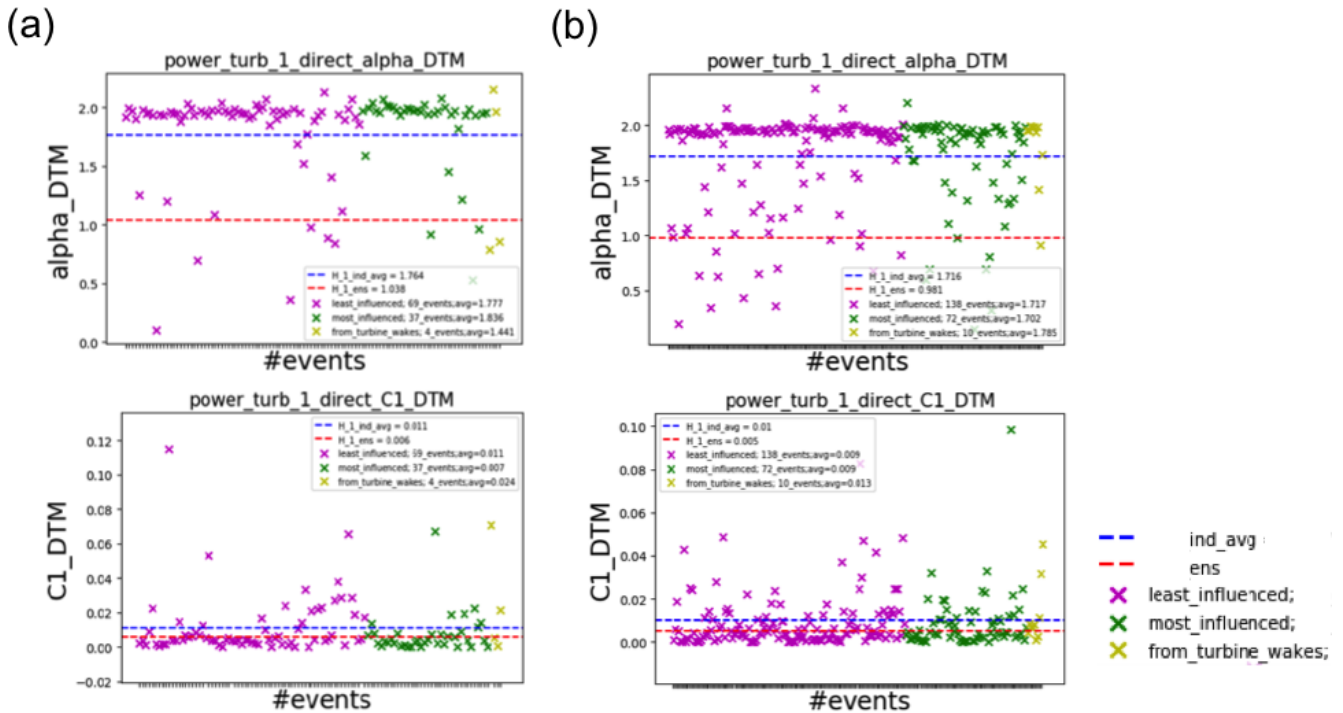 (a)
power_turb_1_direct_alpha_DTM
alpha_DTM
2.0
1.5
1.0
0.5
0.0
H_1_ind_avg = 1.764
H_1_ens = 1.038
least_influenced; 69_events;avg=1.777
most_influenced; 37_events;avg=1.836
from_turbine_wakes; 4_events;avg=1.441
#events
(b)
power_turb_1_direct_alpha_DTM
alpha_DTM
2.0
1.5
1.0
0.5
H_1_ind_avg = 1.716
H_1_ens = 0.981
least_influenced; 138_events;avg=1.717
most_influenced; 72_events;avg=1.702
from_turbine_wakes; 10_events;avg=1.785
#events
power_turb_1_direct_C1_DTM
C1_DTM
0.12
0.10
0.08
0.06
0.04
0.02
0.00
−0.02
H_1_ind_avg = 0.011
H_1_ens = 0.006
least_influenced; 69_events;avg=0.011
most_influenced; 37_events;avg=0.007
from_turbine_wakes; 4_events;avg=0.024
#events
power_turb_1_direct_C1_DTM
C1_DTM
0.10
0.08
0.06
0.04
0.02
0.00
H_1_ind_avg = 0.01
H_1_ens = 0.005
least_influenced; 138_events;avg=0.009
most_influenced; 72_events;avg=0.009
from_turbine_wakes; 10_events;avg=0.013
#events
ind_avg
ens
least_influenced;
most_influenced;
from_turbine_wakes;